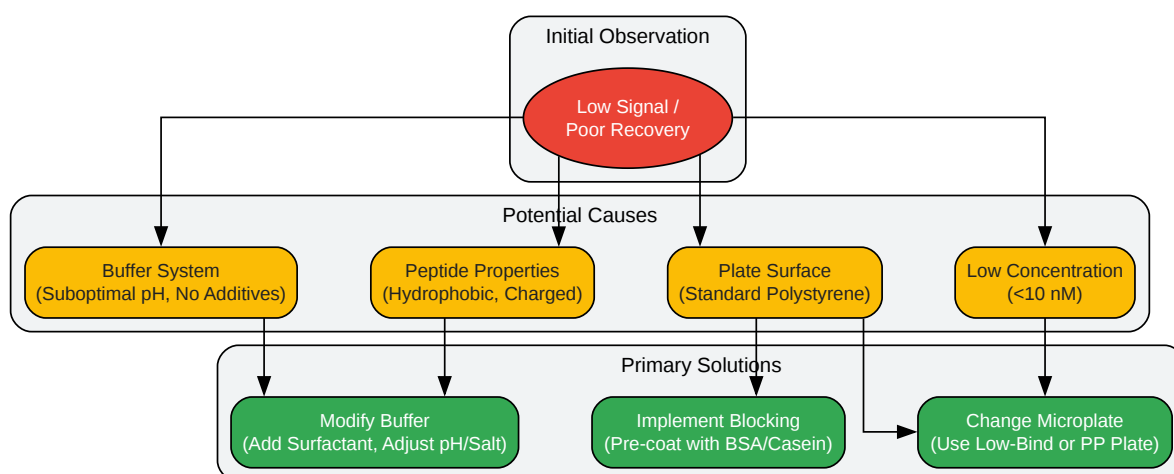 Initial Observation
Low Signal /
Poor Recovery
Potential Causes
Buffer System
(Suboptimal pH, No Additives)
Peptide Properties
(Hydrophobic, Charged)
Plate Surface
(Standard Polystyrene)
Low Concentration
(<10 nM)
Primary Solutions
Modify Buffer
(Add Surfactant, Adjust pH/Salt)
Implement Blocking
(Pre-coat with BSA/Casein)
Change Microplate
(Use Low-Bind or PP Plate)